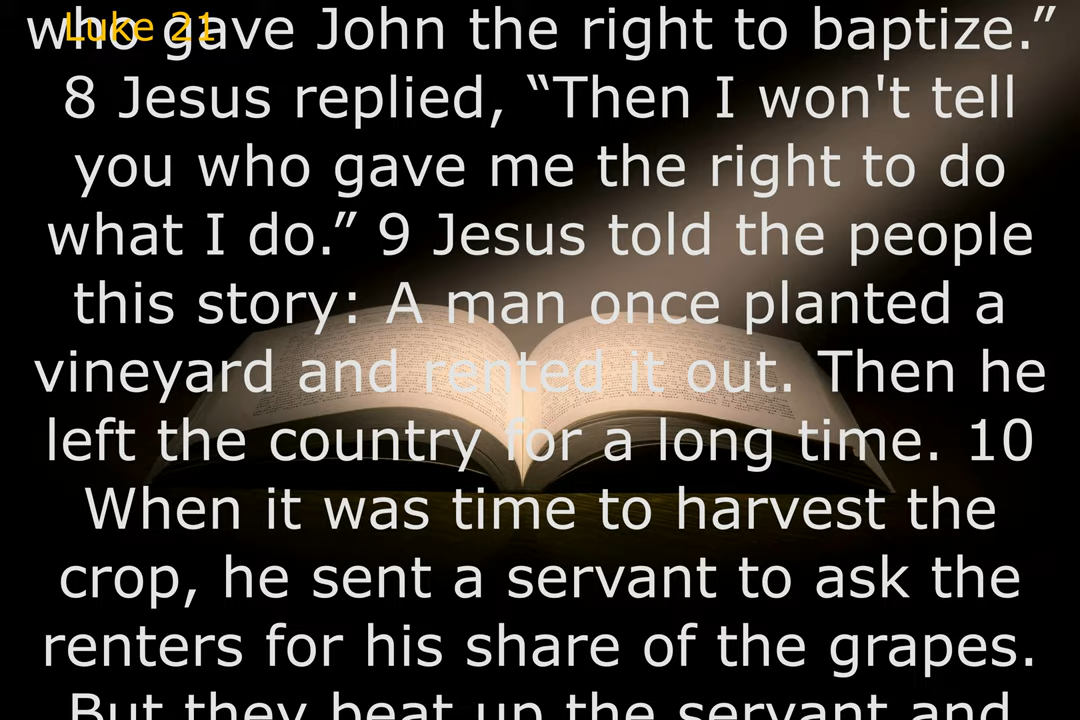 Luke 21
who gave John the right to baptize.”
8 Jesus replied, “Then I won't tell
you who gave me the right to do
what I do.” 9 Jesus told the people
this story: A man once planted a
vineyard and rented it out. Then he
left the country for a long time. 10
When it was time to harvest the
crop, he sent a servant to ask the
renters for his share of the grapes.
But they beat up the servant and